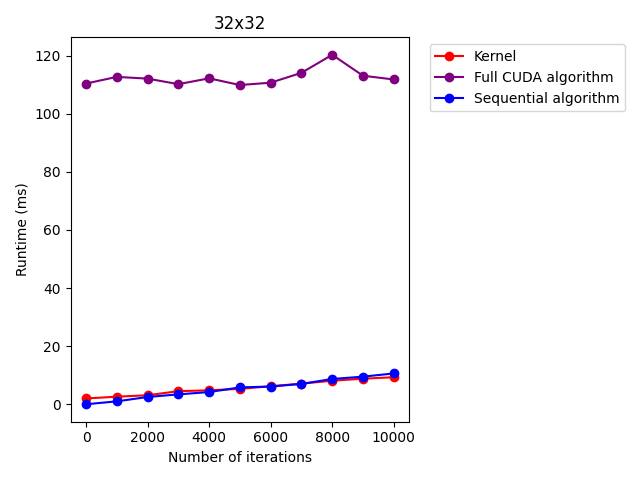 32x32
Kernel
Full CUDA algorithm
Sequential algorithm
Runtime (ms)
120
100
80
60
40
20
0
0 2000 4000 6000 8000 10000
Number of iterations